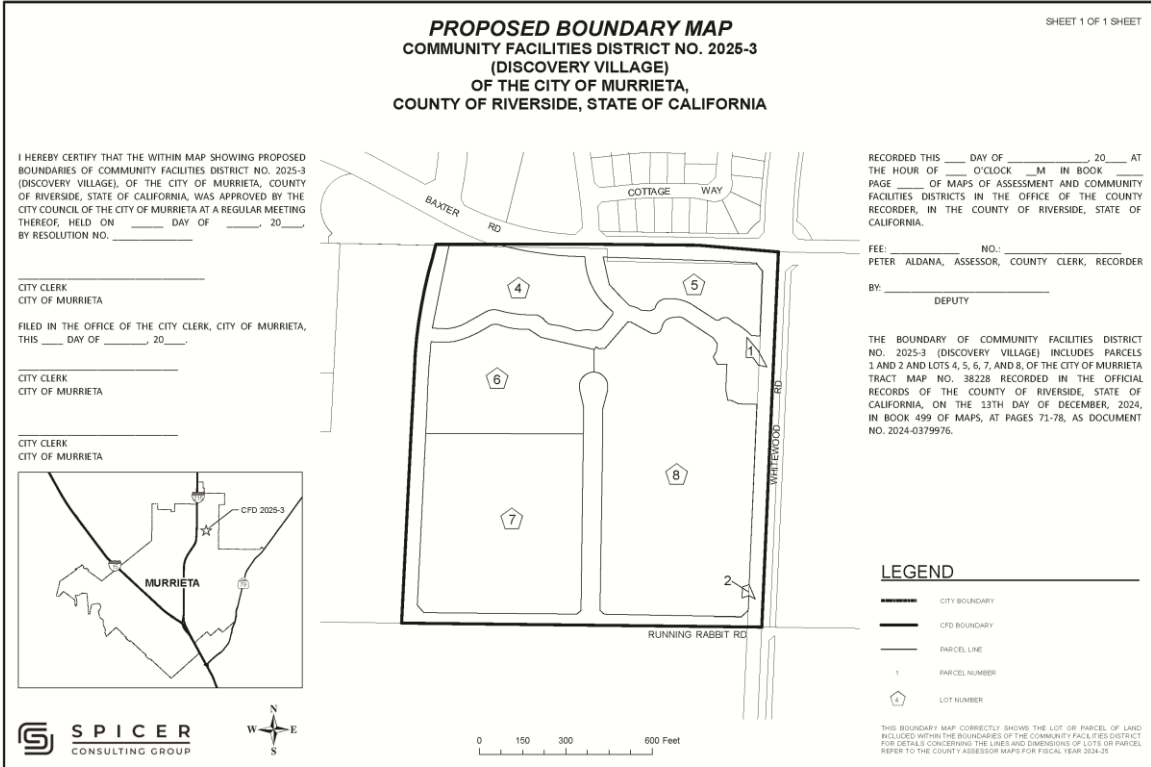 SHEET 1 OF 1 SHEET
PROPOSED BOUNDARY MAP
COMMUNITY FACILITIES DISTRICT NO. 2025-3
(DISCOVERY VILLAGE)
OF THE CITY OF MURRIETA,
COUNTY OF RIVERSIDE, STATE OF CALIFORNIA
I HEREBY CERTIFY THAT THE WITHIN MAP SHOWING PROPOSED
BOUNDARIES OF COMMUNITY FACILITIES DISTRICT NO. 2025-3
(DISCOVERY VILLAGE), OF THE CITY OF MURRIETA, COUNTY
OF RIVERSIDE, STATE OF CALIFORNIA, WAS APPROVED BY THE
CITY COUNCIL OF THE CITY OF MURRIETA AT A REGULAR MEETING
THEREOF, HELD ON ______ DAY OF ______, 20____,
BY RESOLUTION NO. _______________
CITY CLERK
CITY OF MURRIETA
FILED IN THE OFFICE OF THE CITY CLERK, CITY OF MURRIETA,
THIS ____ DAY OF ________, 20____.
CITY CLERK
CITY OF MURRIETA
CITY CLERK
CITY OF MURRIETA
CFD 2025-3
215
15
MURRIETA
79
SPICER
CONSULTING GROUP
N
W E
S
COTTAGE WAY
BAXTER
RD
4
5
1
6
8
7
2
WHITEWOOD RD
RUNNING RABBIT RD
0 150 300 600 Feet
RECORDED THIS ____ DAY OF _______________, 20____ AT
THE HOUR OF ____ O'CLOCK __M IN BOOK _____
PAGE _____ OF MAPS OF ASSESSMENT AND COMMUNITY
FACILITIES DISTRICTS IN THE OFFICE OF THE COUNTY
RECORDER, IN THE COUNTY OF RIVERSIDE, STATE OF
CALIFORNIA.
FEE: _____________ NO.: ______________________
PETER ALDANA, ASSESSOR, COUNTY CLERK, RECORDER
BY: _______________________________
DEPUTY
THE BOUNDARY OF COMMUNITY FACILITIES DISTRICT
NO. 2025-3 (DISCOVERY VILLAGE) INCLUDES PARCELS
1 AND 2 AND LOTS 4, 5, 6, 7, AND 8, OF THE CITY OF MURRIETA
TRACT MAP NO. 38228 RECORDED IN THE OFFICIAL
RECORDS OF THE COUNTY OF RIVERSIDE, STATE OF
CALIFORNIA, ON THE 13TH DAY OF DECEMBER, 2024,
IN BOOK 499 OF MAPS, AT PAGES 71-78, AS DOCUMENT
NO. 2024-0379976.
LEGEND
CITY BOUNDARY
CFD BOUNDARY
PARCEL LINE
1 PARCEL NUMBER
4 LOT NUMBER
THIS BOUNDARY MAP CORRECTLY SHOWS THE LOT OR PARCEL OF LAND
INCLUDED WITHIN THE BOUNDARIES OF THE COMMUNITY FACILITIES DISTRICT.
FOR DETAILS CONCERNING THE LINES AND DIMENSIONS OF LOTS OR PARCEL
REFER TO THE COUNTY ASSESSOR MAPS FOR FISCAL YEAR 2024-25